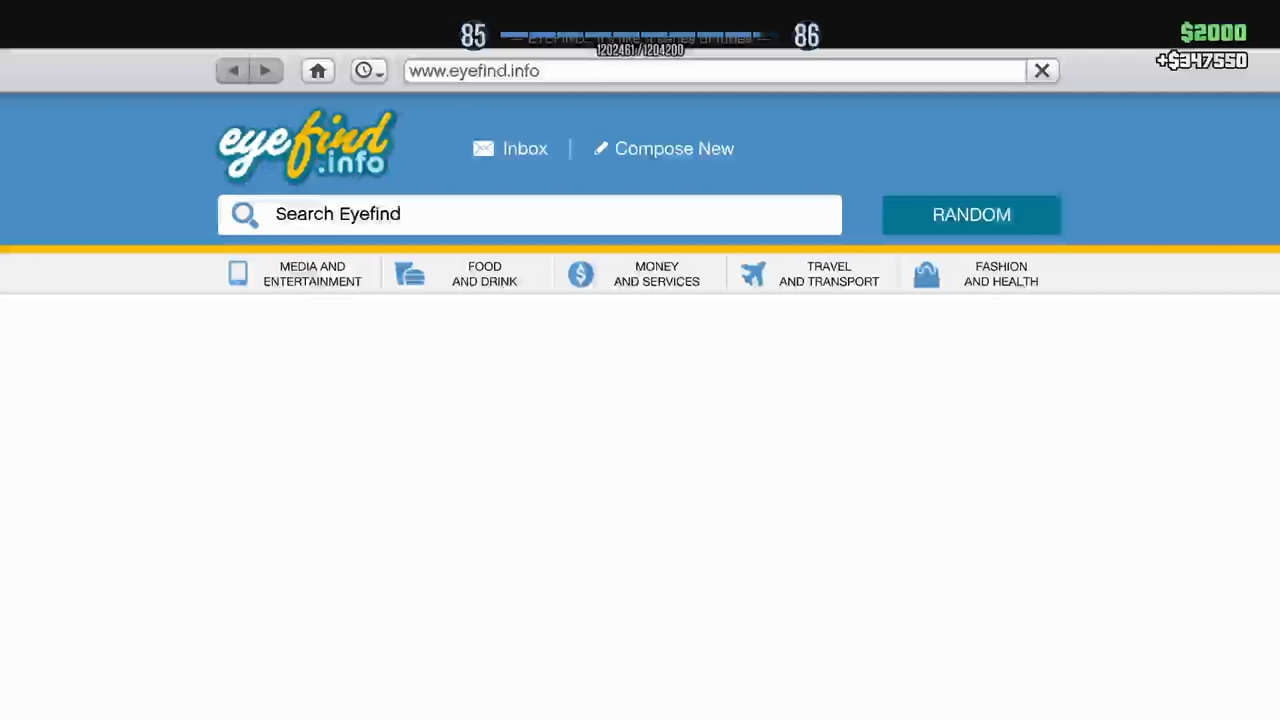 85
86
$2000
1202461/1204200
+$347550
www.eyefind.info
eyefind
.info
Inbox
Compose New
Search Eyefind
RANDOM
MEDIA AND
ENTERTAINMENT
FOOD
AND DRINK
MONEY
AND SERVICES
TRAVEL
AND TRANSPORT
FASHION
AND HEALTH